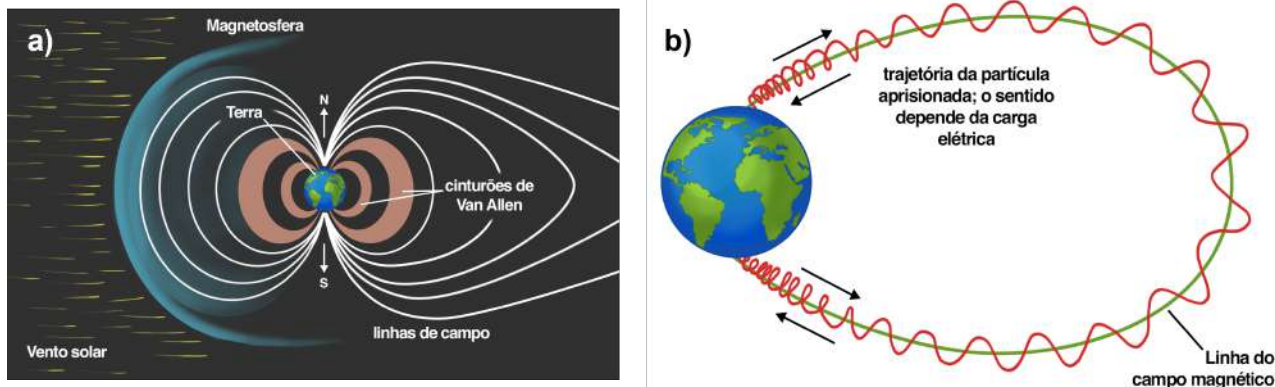 a)
Magnetosfera
N
Terra
cinturões de
Van Allen
S
linhas de campo
Vento solar
b)
trajetória da partícula
aprisionada; o sentido
depende da carga
elétrica
Linha do
campo magnético